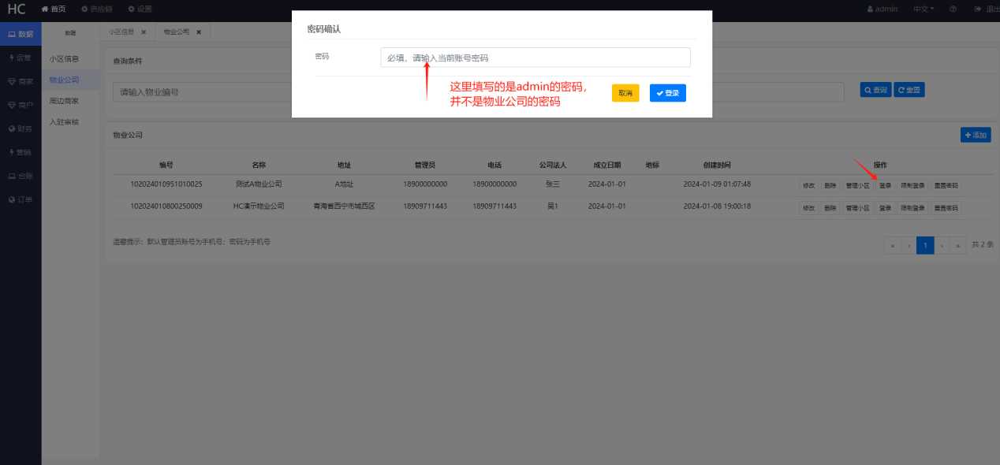 HC 首页 供应链 设置 admin 中文 退出
数据
运营
商家
商户
财务
营销
台账
订单
数据
小区信息
物业公司
周边商家
入驻审核
小区信息 × 物业公司 ×
密码确认
密码 必填，请输入当前账号密码
这里填写的是admin的密码，
并不是物业公司的密码
取消 登录
查询条件
请输入物业编号 查询 重置
物业公司 添加
编号 名称 地址 管理员 电话 公司法人 成立日期 地标 创建时间 操作
102024010951010025 测试A物业公司 A地址 18900000000 18900000000 张三 2024-01-01 2024-01-09 01:07:48 修改 删除 管理小区 登录 限制登录 重置密码
102024010800250009 HC演示物业公司 青海省西宁市城西区 18909711443 18909711443 吴1 2024-01-01 2024-01-08 19:00:18 修改 删除 管理小区 登录 限制登录 重置密码
温馨提示：默认管理员账号为手机号；密码为手机号
« ‹ 1 › » 共 2 条